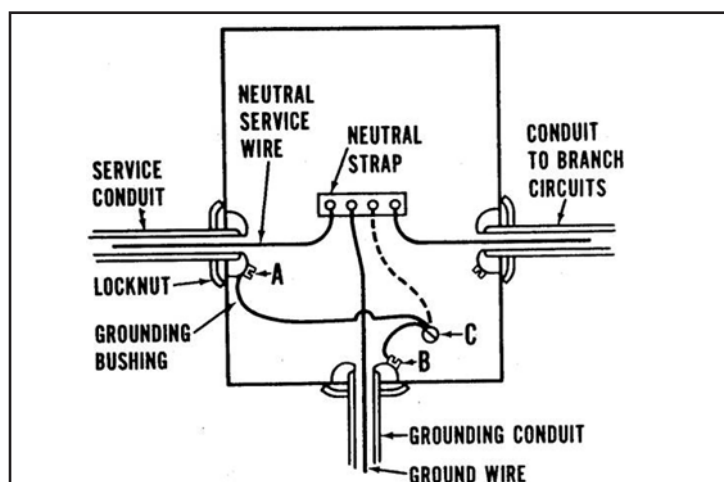 NEUTRAL
SERVICE
WIRE
NEUTRAL
STRAP
CONDUIT
TO BRANCH
CIRCUITS
SERVICE
CONDUIT
LOCKNUT
A
GROUNDING
BUSHING
C
B
GROUNDING CONDUIT
GROUND WIRE